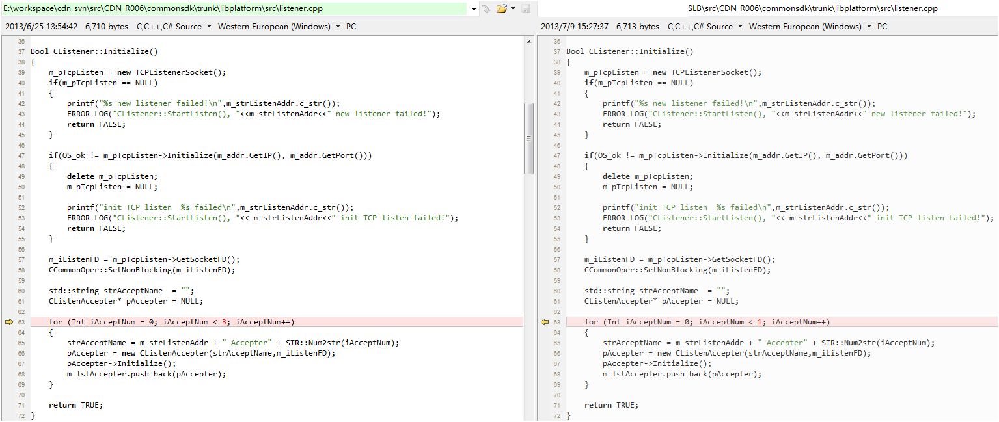 E:\workspace\cdn_svn\src\CDN_R006\commonsdk\trunk\libplatform\src\listener.cpp
2013/6/25 13:54:42 6,710 bytes C,C++,C# Source Western European (Windows) PC
36
37 Bool CListener::Initialize()
38 {
39 m_pTcpListen = new TCPListenerSocket();
40 if(m_pTcpListen == NULL)
41 {
42 printf("%s new listener failed!\n",m_strListenAddr.c_str());
43 ERROR_LOG("CListener::StartListen(), "<<m_strListenAddr<<" new listener failed!");
44 return FALSE;
45 }
46
47 if(OS_ok != m_pTcpListen->Initialize(m_addr.GetIP(), m_addr.GetPort()))
48 {
49 delete m_pTcpListen;
50 m_pTcpListen = NULL;
51
52 printf("init TCP listen  %s failed\n",m_strListenAddr.c_str());
53 ERROR_LOG("CListener::StartListen(), "<< m_strListenAddr<<" init TCP listen failed!");
54 return FALSE;
55 }
56
57 m_iListenFD = m_pTcpListen->GetSocketFD();
58 CCommonOper::SetNonBlocking(m_iListenFD);
59
60 std::string strAcceptName  = "";
61 CListenAccepter* pAccepter = NULL;
62
63 for (Int iAcceptNum = 0; iAcceptNum < 3; iAcceptNum++)
64 {
65 strAcceptName = m_strListenAddr + " Accepter" + STR::Num2str(iAcceptNum);
66 pAccepter = new CListenAccepter(strAcceptName,m_iListenFD);
67 pAccepter->Initialize();
68 m_lstAccepter.push_back(pAccepter);
69 }
70
71 return TRUE;
72 }
SLB\src\CDN_R006\commonsdk\trunk\libplatform\src\listener.cpp
2013/7/9 15:27:37 6,713 bytes C,C++,C# Source Western European (Windows) PC
36
37 Bool CListener::Initialize()
38 {
39 m_pTcpListen = new TCPListenerSocket();
40 if(m_pTcpListen == NULL)
41 {
42 printf("%s new listener failed!\n",m_strListenAddr.c_str());
43 ERROR_LOG("CListener::StartListen(), "<<m_strListenAddr<<" new listener failed!");
44 return FALSE;
45 }
46
47 if(OS_ok != m_pTcpListen->Initialize(m_addr.GetIP(), m_addr.GetPort()))
48 {
49 delete m_pTcpListen;
50 m_pTcpListen = NULL;
51
52 printf("init TCP listen  %s failed\n",m_strListenAddr.c_str());
53 ERROR_LOG("CListener::StartListen(), "<< m_strListenAddr<<" init TCP listen failed!");
54 return FALSE;
55 }
56
57 m_iListenFD = m_pTcpListen->GetSocketFD();
58 CCommonOper::SetNonBlocking(m_iListenFD);
59
60 std::string strAcceptName  = "";
61 CListenAccepter* pAccepter = NULL;
62
63 for (Int iAcceptNum = 0; iAcceptNum < 1; iAcceptNum++)
64 {
65 strAcceptName = m_strListenAddr + " Accepter" + STR::Num2str(iAcceptNum);
66 pAccepter = new CListenAccepter(strAcceptName,m_iListenFD);
67 pAccepter->Initialize();
68 m_lstAccepter.push_back(pAccepter);
69 }
70
71 return TRUE;
72 }